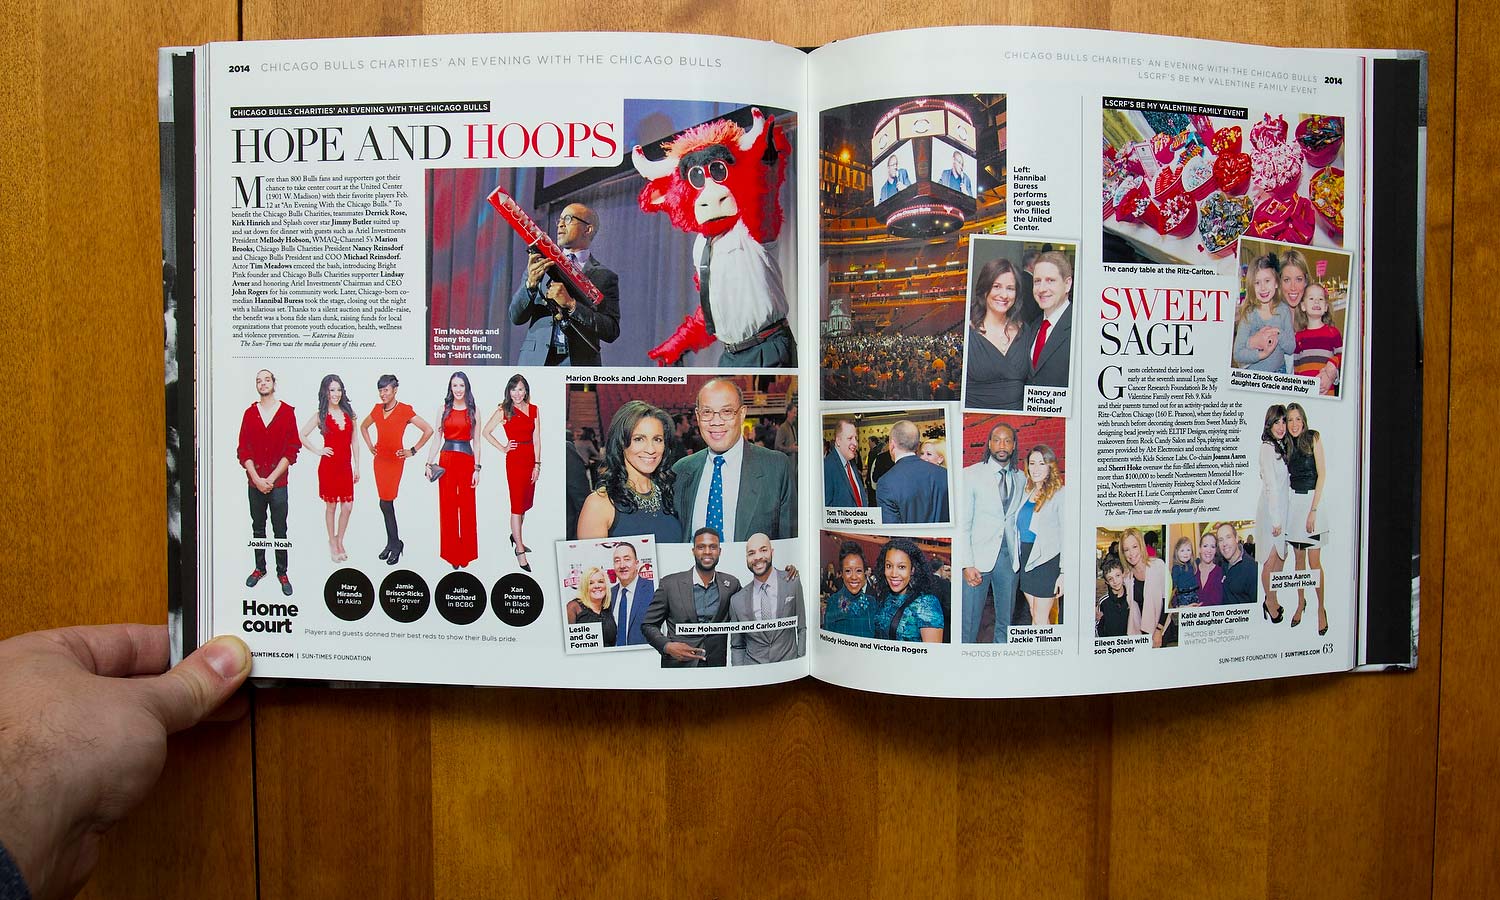 2014 CHICAGO BULLS CHARITIES' AN EVENING WITH THE CHICAGO BULLS
CHICAGO BULLS CHARITIES' AN EVENING WITH THE CHICAGO BULLS
HOPE AND HOOPS
More than 800 Bulls fans and supporters got their
chance to take center court at the United Center
(1901 W. Madison) with their favorite players Feb.
12 at "An Evening With the Chicago Bulls." To
benefit the Chicago Bulls Charities, teammates Derrick Rose,
Kirk Hinrich and Splash cover star Jimmy Butler suited up
and sat down for dinner with guests such as Ariel Investments
President Mellody Hobson, WMAQ-Channel 5's Marion
Brooks, Chicago Bulls Charities President Nancy Reinsdorf
and Chicago Bulls President and COO Michael Reinsdorf.
Actor Tim Meadows emceed the bash, introducing Bright
Pink founder and Chicago Bulls Charities supporter Lindsay
Avner and honoring Ariel Investments' Chairman and CEO
John Rogers for his community work. Later, Chicago-born co-
median Hannibal Buress took the stage, closing out the night
with a hilarious set. Thanks to a silent auction and paddle-raise,
the benefit was a bona fide slam dunk, raising funds for local
organizations that promote youth education, health, wellness
and violence prevention. — Katerina Bizios
The Sun-Times was the media sponsor of this event.
Tim Meadows and
Benny the Bull
take turns firing
the T-shirt cannon.
Marion Brooks and John Rogers
Joakim Noah
Mary
Miranda
in Akira
Jamie
Brisco-Ricks
in Forever
21
Julie
Bouchard
in BCBG
Xan
Pearson
in Black
Halo
Home
court
Players and guests donned their best reds to show their Bulls pride.
Leslie
and Gar
Forman
Nazr Mohammed and Carlos Boozer
SUNTIMES.COM | SUN-TIMES FOUNDATION
CHICAGO BULLS CHARITIES' AN EVENING WITH THE CHICAGO BULLS
LSCRF'S BE MY VALENTINE FAMILY EVENT
2014
Left:
Hannibal
Buress
performs
for guests
who filled
the United
Center.
CHARITIES
Nancy and
Michael
Reinsdorf
Tom Thibodeau
chats with guests.
Mellody Hobson and Victoria Rogers
Charles and
Jackie Tillman
PHOTOS BY RAMZI DREESSEN
LSCRF'S BE MY VALENTINE FAMILY EVENT
The candy table at the Ritz-Carlton.
SWEET
SAGE
Allison Zisook Goldstein with
daughters Gracie and Ruby
Guests celebrated their loved ones
early at the seventh annual Lynn Sage
Cancer Research Foundation's Be My
Valentine Family event Feb. 9. Kids
and their parents turned out for an activity-packed day at the
Ritz-Carlton Chicago (160 E. Pearson), where they fueled up
with brunch before decorating desserts from Sweet Mandy B's,
designing bead jewelry with ELTIF Designs, enjoying mini-
makeovers from Rock Candy Salon and Spa, playing arcade
games provided by Abt Electronics and conducting science
experiments with Kids Science Labs. Co-chairs Joanna Aaron
and Sherri Hoke oversaw the fun-filled afternoon, which raised
more than $100,000 to benefit Northwestern Memorial Hos-
pital, Northwestern University Feinberg School of Medicine
and the Robert H. Lurie Comprehensive Cancer Center of
Northwestern University. — Katerina Bizios
The Sun-Times was the media sponsor of this event.
Joanna Aaron
and Sherri Hoke
Katie and Tom Ordover
with daughter Caroline
Eileen Stein with
son Spencer
PHOTOS BY SHERI
WHITKO PHOTOGRAPHY
SUN-TIMES FOUNDATION | SUNTIMES.COM 63